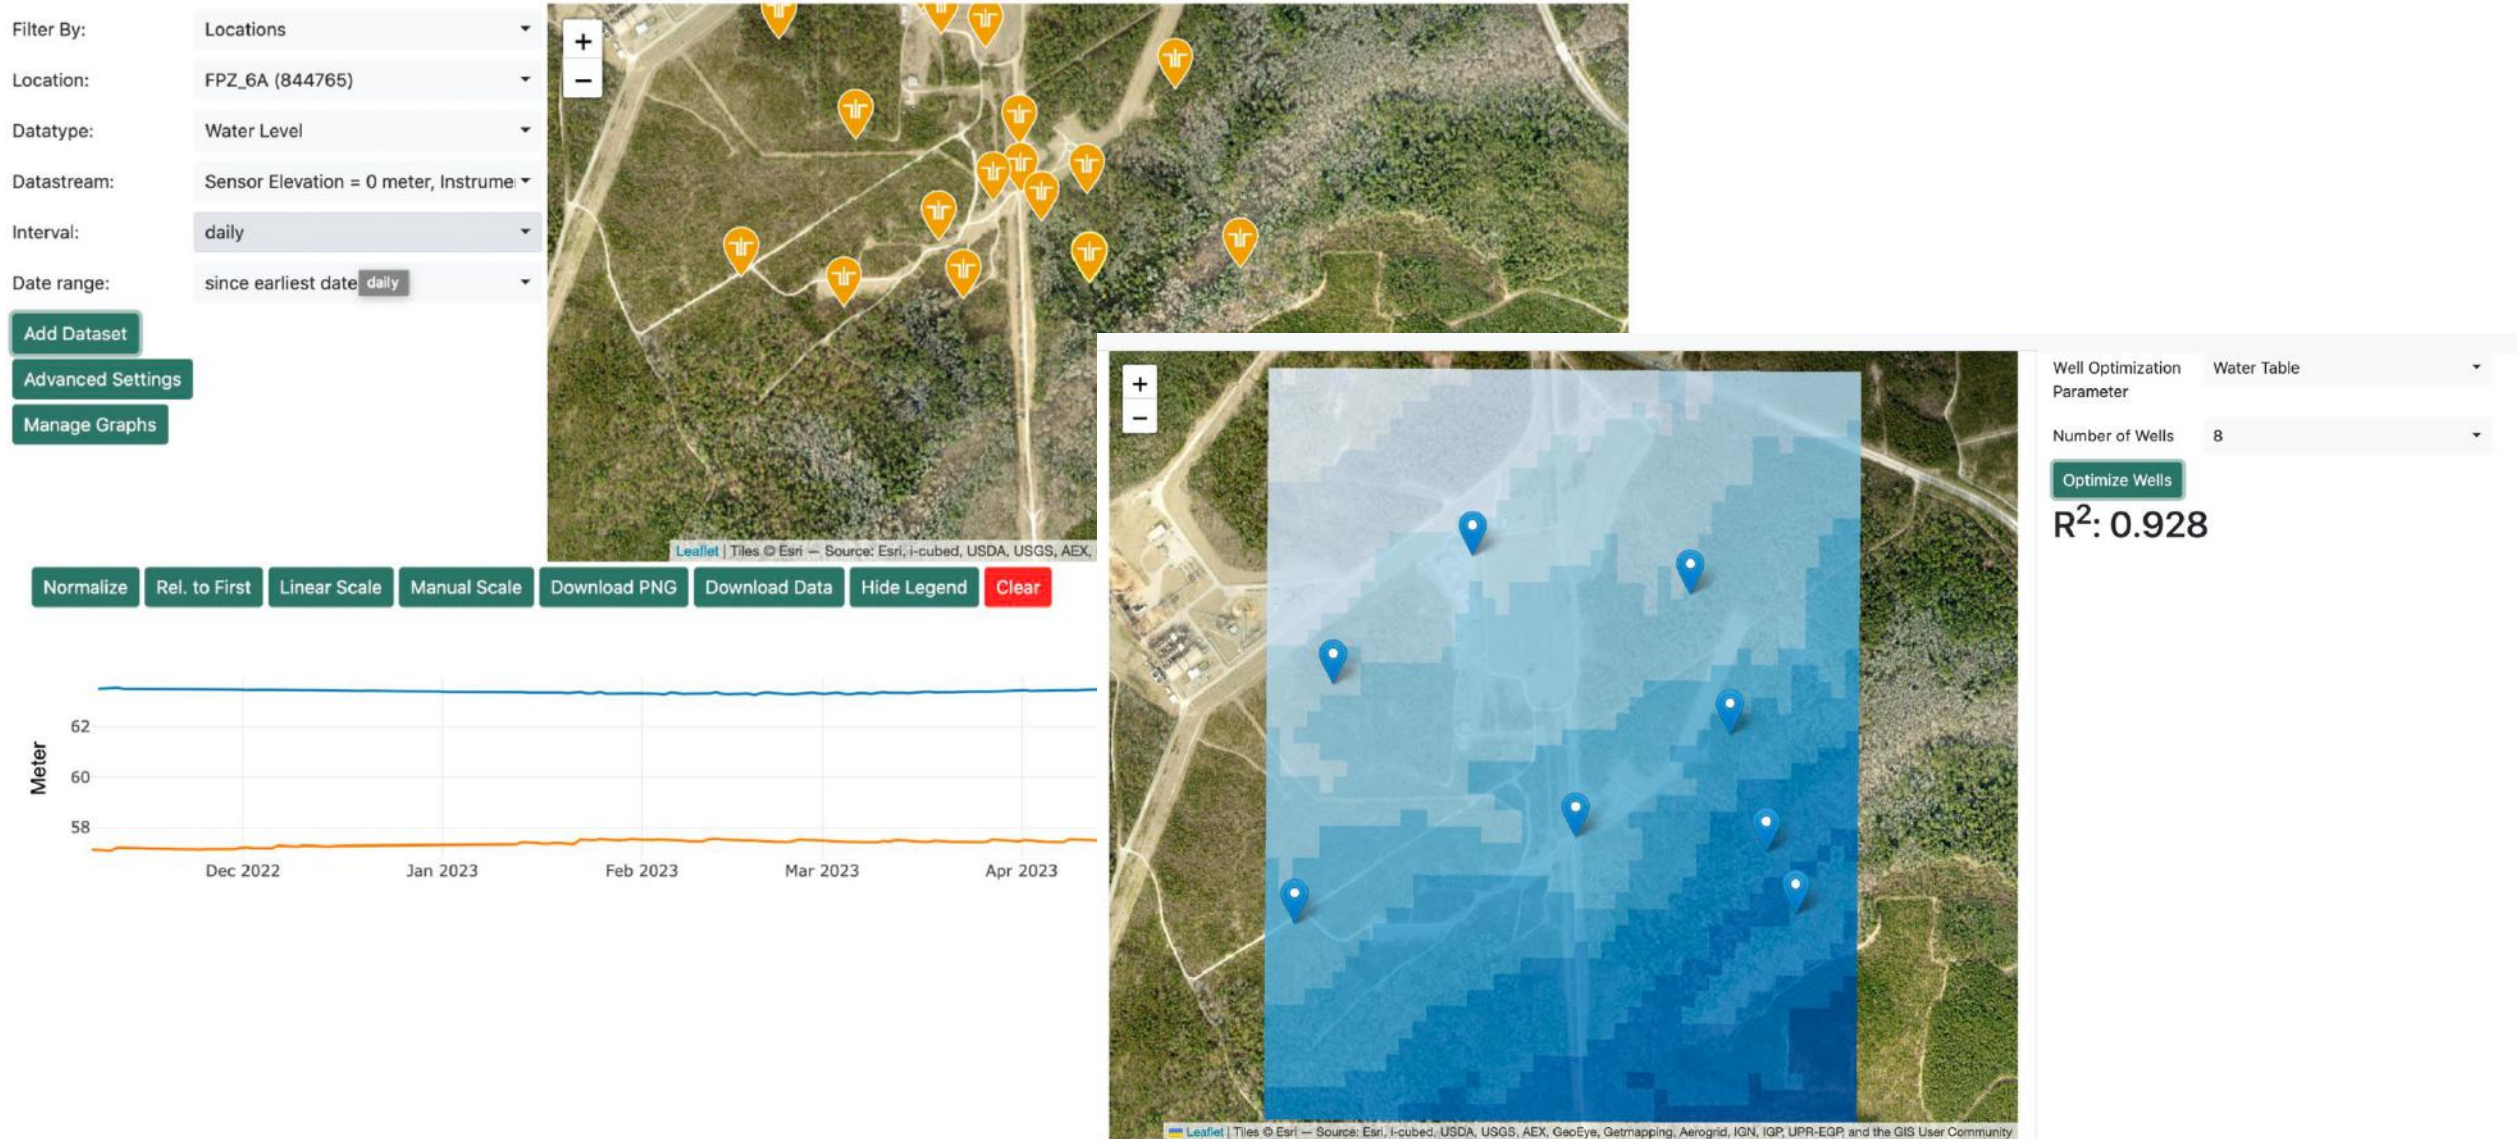 Filter By: Locations
Location: FPZ_6A (844765)
Datatype: Water Level
Datastream: Sensor Elevation = 0 meter, Instrume
Interval: daily
Date range: since earliest date daily
Add Dataset
Advanced Settings
Manage Graphs
+
−
Leaflet | Tiles © Esri — Source: Esri, i-cubed, USDA, USGS, AEX,
Normalize Rel. to First Linear Scale Manual Scale Download PNG Download Data Hide Legend Clear
Meter
62
60
58
Dec 2022 Jan 2023 Feb 2023 Mar 2023 Apr 2023
+
−
Leaflet | Tiles © Esri — Source: Esri, i-cubed, USDA, USGS, AEX, GeoEye, Getmapping, Aerogrid, IGN, IGP, UPR-EGP, and the GIS User Community
Well Optimization Water Table
Parameter
Number of Wells 8
Optimize Wells
R²: 0.928